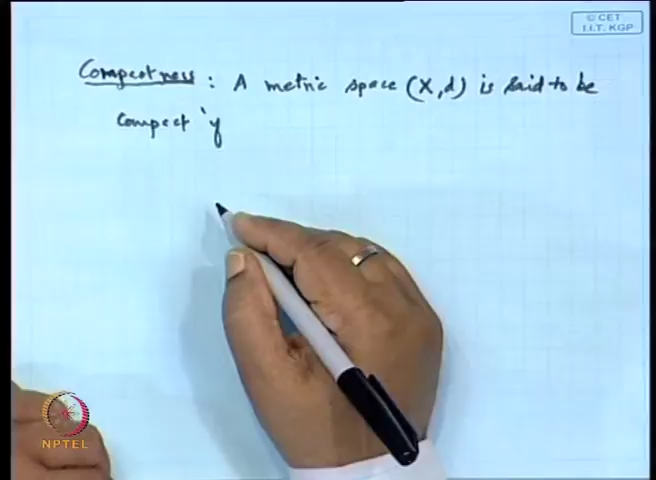 © CET
I.I.T. KGP
Compactness : A metric space (X,d) is said to be
compact if
NPTEL